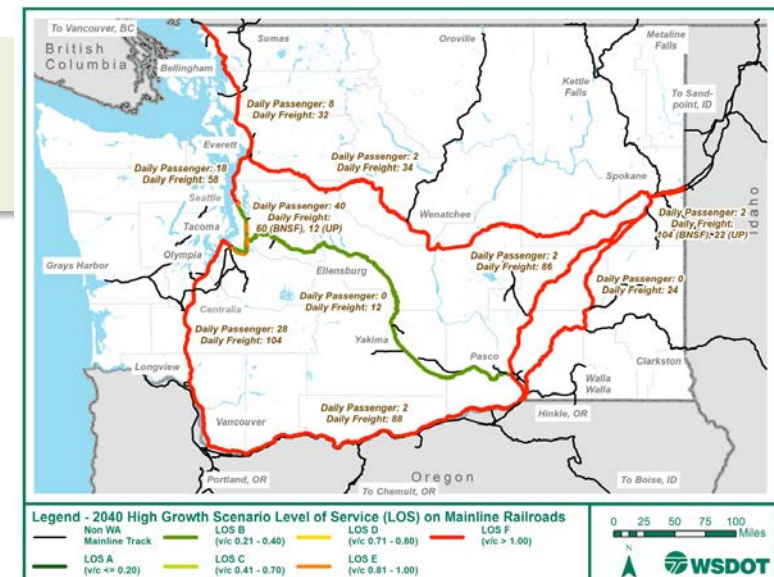 To Vancouver, BC
British
Columbia
Sumas
Bellingham
Oroville
Metaline
Falls
Kettle
Falls
To Sand-
point, ID
Daily Passenger: 8
Daily Freight: 32
Everett
Daily Passenger: 18
Daily Freight: 58
Daily Passenger: 2
Daily Freight: 34
Spokane
Seattle
Daily Passenger: 40
Daily Freight:
60 (BNSF), 12 (UP)
Wenatchee
Daily Passenger: 2
Daily Freight:
104 (BNSF), 22 (UP)
Idaho
Tacoma
Olympia
Grays Harbor
Ellensburg
Daily Passenger: 2
Daily Freight: 86
Daily Passenger: 0
Daily Freight: 24
Centralia
Daily Passenger: 0
Daily Freight: 12
Daily Passenger: 28
Daily Freight: 104
Yakima
Pasco
Longview
Clarkston
Walla
Walla
Vancouver
Daily Passenger: 2
Daily Freight: 88
Hinkle, OR
Portland, OR
Oregon
To Chemult, OR
To Boise, ID
Legend - 2040 High Growth Scenario Level of Service (LOS) on Mainline Railroads
Non WA
Mainline Track
LOS B
(v/c 0.21 - 0.40)
LOS D
(v/c 0.71 - 0.80)
LOS F
(v/c > 1.00)
LOS A
(v/c <= 0.20)
LOS C
(v/c 0.41 - 0.70)
LOS E
(v/c 0.81 - 1.00)
0 25 50 100
Miles
N
WSDOT